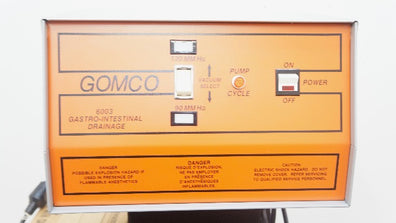 120 MM Hg
GOMCO
VACUUM
SELECT
PUMP
CYCLE
ON
POWER
OFF
6003
GASTRO-INTESTINAL
DRAINAGE
90 MM Hg
DANGER
POSSIBLE EXPLOSION HAZARD IF
USED IN PRESENCE OF
FLAMMABLE ANESTHETICS
DANGER
RISQUE D'EXPLOSION.
NE PAS EMPLOYER
EN PRÉSENCE
D'ANESTHÉSIQUES
INFLAMMABLES.
CAUTION
ELECTRIC SHOCK HAZARD. DO NOT
REMOVE COVER. REFER SERVICING
TO QUALIFIED SERVICE PERSONNEL.